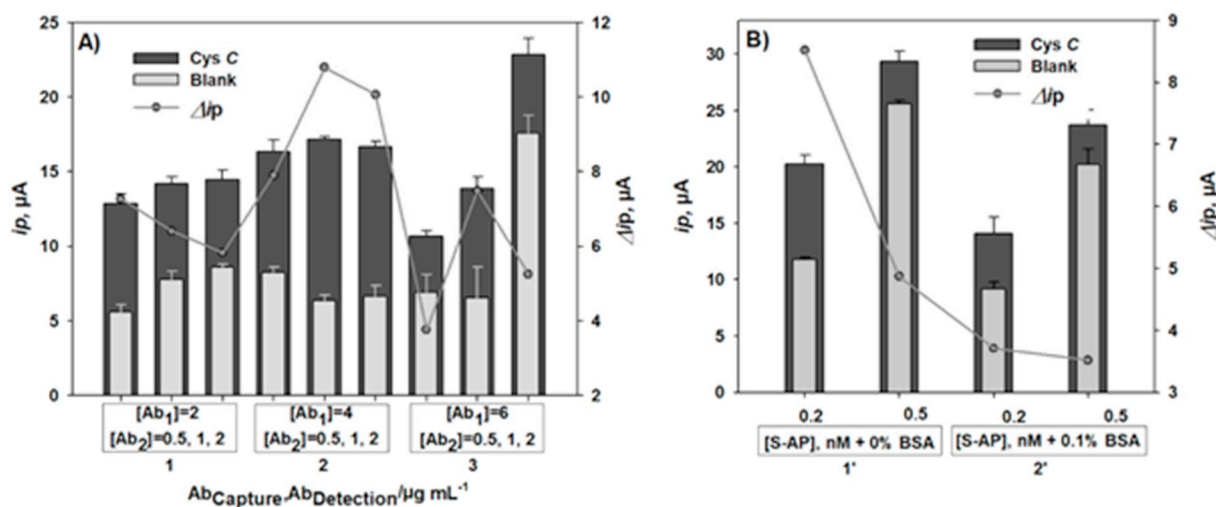 A)
Cys C
Blank
Δip
ip, µA
25
20
15
10
5
0
Δip, µA
12
10
8
6
4
2
[Ab1]=2
[Ab2]=0.5, 1, 2
1
[Ab1]=4
[Ab2]=0.5, 1, 2
2
[Ab1]=6
[Ab2]=0.5, 1, 2
3
AbCapture,AbDetection/µg mL-1
B)
Cys C
Blank
Δip
ip, µA
30
25
20
15
10
5
0
Δip, µA
9
8
7
6
5
4
3
0.2 0.5 0.2 0.5
[S-AP], nM + 0% BSA
1'
[S-AP], nM + 0.1% BSA
2'